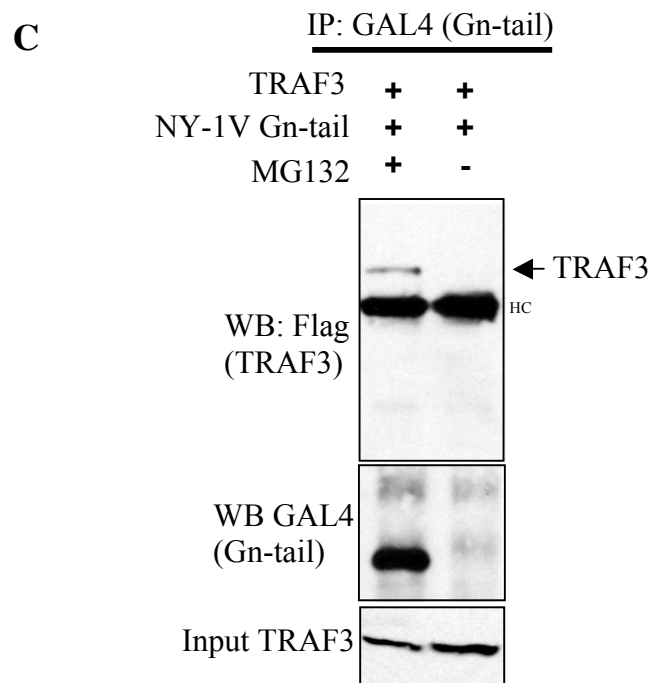 C
IP: GAL4 (Gn-tail)
TRAF3 + +
NY-1V Gn-tail + +
MG132 + -
TRAF3
HC
WB: Flag
(TRAF3)
WB GAL4
(Gn-tail)
Input TRAF3